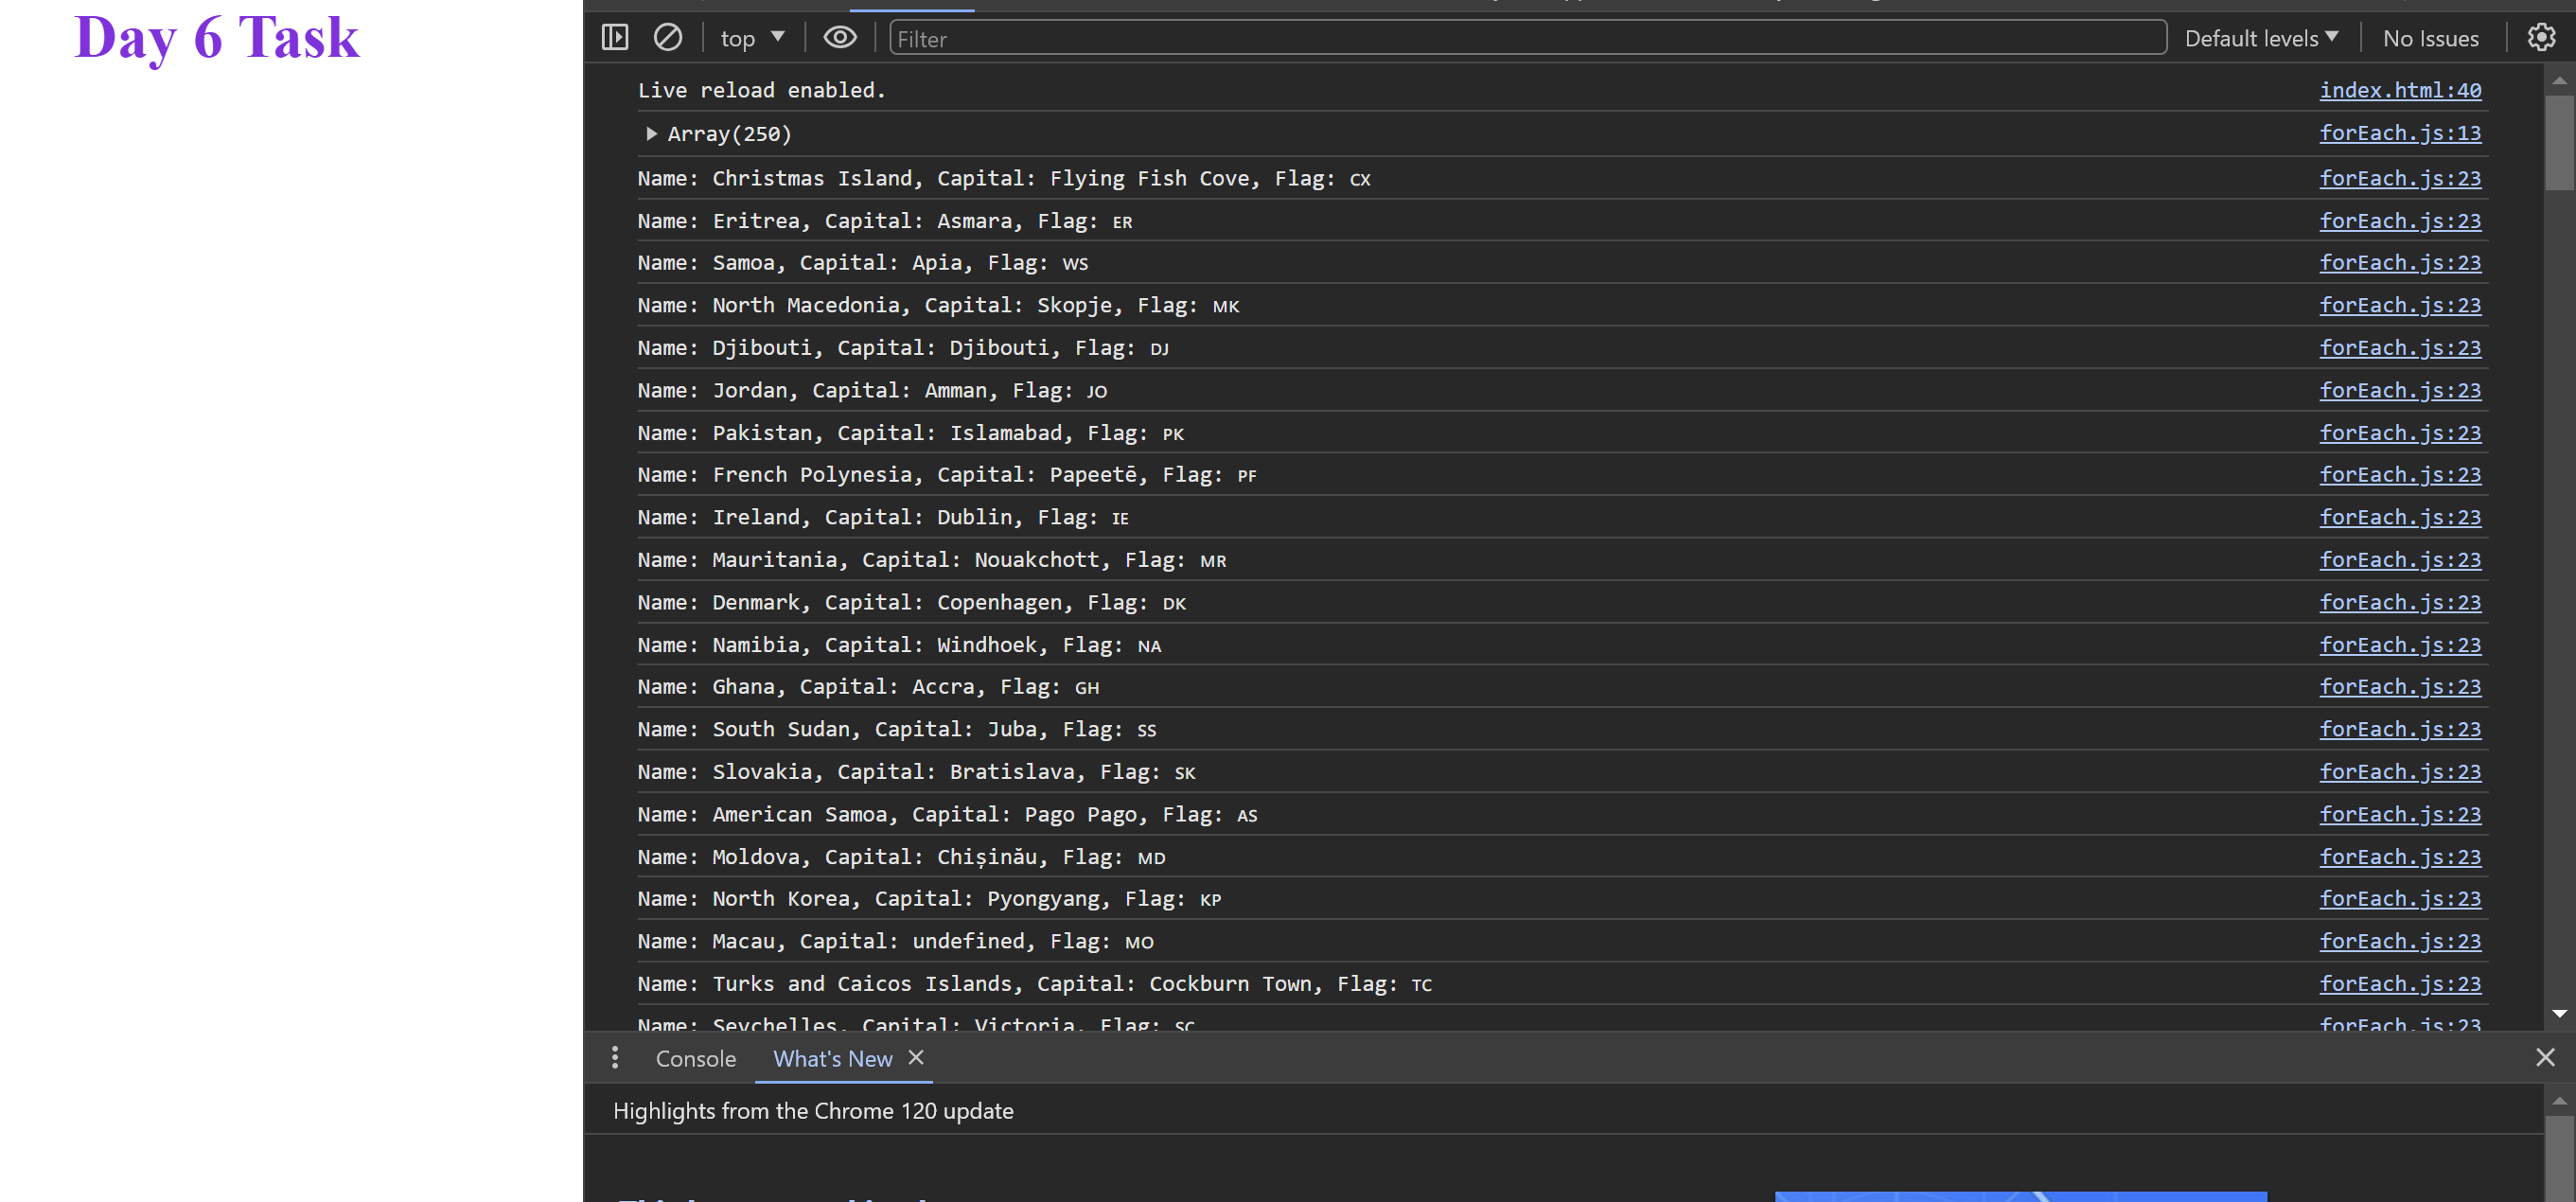 Day 6 Task
top
Filter
Default levels
No Issues
Live reload enabled. index.html:40
Array(250) forEach.js:13
Name: Christmas Island, Capital: Flying Fish Cove, Flag: CX forEach.js:23
Name: Eritrea, Capital: Asmara, Flag: ER forEach.js:23
Name: Samoa, Capital: Apia, Flag: WS forEach.js:23
Name: North Macedonia, Capital: Skopje, Flag: MK forEach.js:23
Name: Djibouti, Capital: Djibouti, Flag: DJ forEach.js:23
Name: Jordan, Capital: Amman, Flag: JO forEach.js:23
Name: Pakistan, Capital: Islamabad, Flag: PK forEach.js:23
Name: French Polynesia, Capital: Papeetē, Flag: PF forEach.js:23
Name: Ireland, Capital: Dublin, Flag: IE forEach.js:23
Name: Mauritania, Capital: Nouakchott, Flag: MR forEach.js:23
Name: Denmark, Capital: Copenhagen, Flag: DK forEach.js:23
Name: Namibia, Capital: Windhoek, Flag: NA forEach.js:23
Name: Ghana, Capital: Accra, Flag: GH forEach.js:23
Name: South Sudan, Capital: Juba, Flag: SS forEach.js:23
Name: Slovakia, Capital: Bratislava, Flag: SK forEach.js:23
Name: American Samoa, Capital: Pago Pago, Flag: AS forEach.js:23
Name: Moldova, Capital: Chișinău, Flag: MD forEach.js:23
Name: North Korea, Capital: Pyongyang, Flag: KP forEach.js:23
Name: Macau, Capital: undefined, Flag: MO forEach.js:23
Name: Turks and Caicos Islands, Capital: Cockburn Town, Flag: TC forEach.js:23
Name: Seychelles, Capital: Victoria, Flag: SC forEach.js:23
Console
What's New
Highlights from the Chrome 120 update